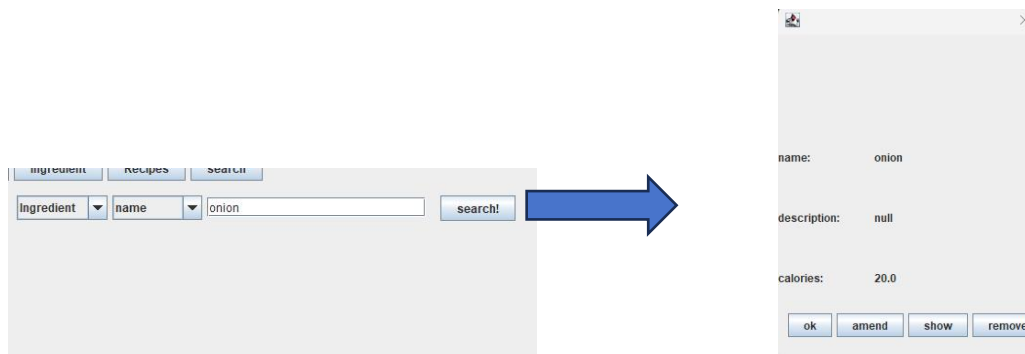 Ingredient Recipes search
Ingredient name onion search!
name: onion
description: null
calories: 20.0
ok amend show remove